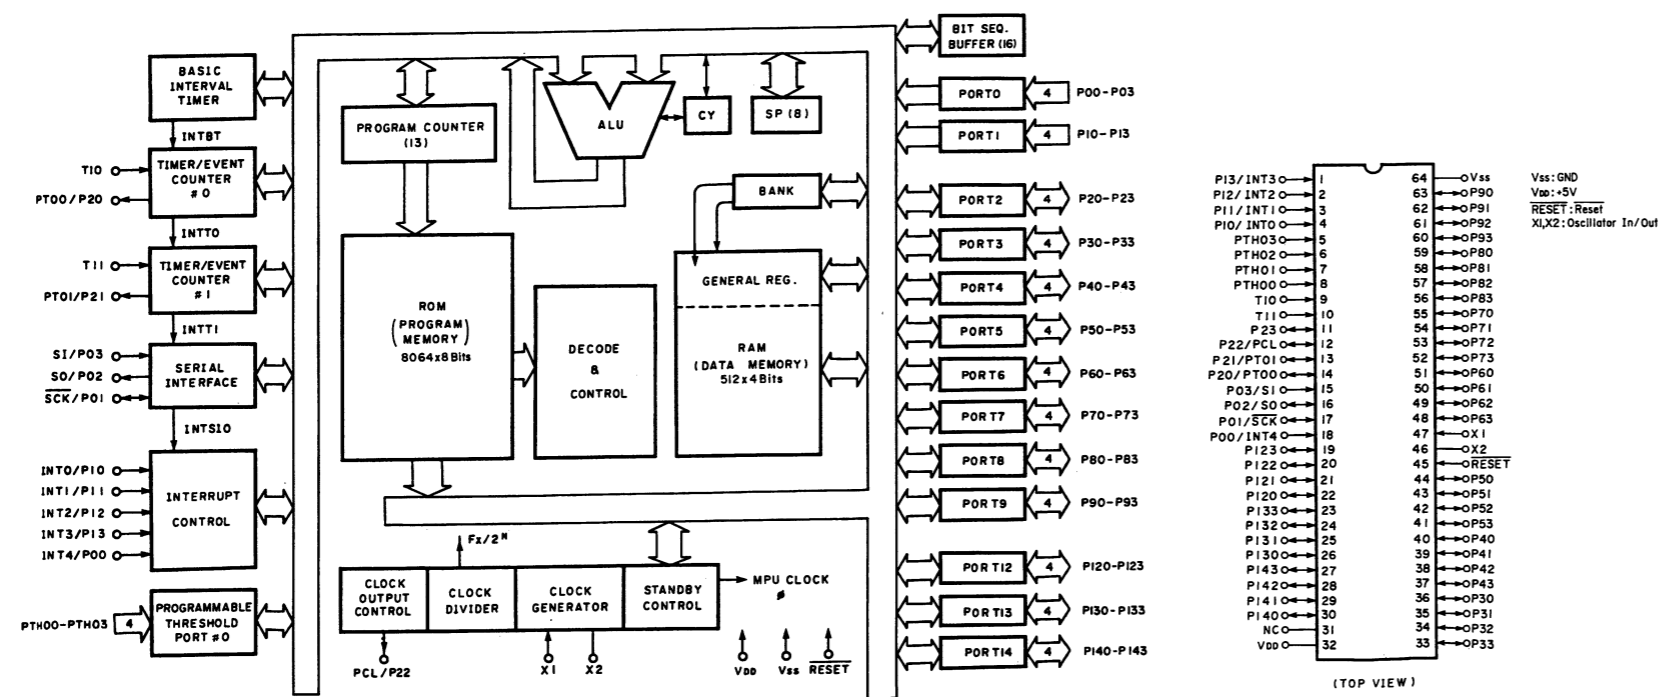 BASIC
INTERVAL
TIMER
INTBT
TI0
PTO0/P20
TIMER/EVENT
COUNTER
#0
INTT0
TI1
PTO1/P21
TIMER/EVENT
COUNTER
#1
INTT1
SI/P03
SO/P02
SCK/P01
SERIAL
INTERFACE
INTSIO
INT0/P10
INT1/P11
INT2/P12
INT3/P13
INT4/P00
INTERRUPT
CONTROL
PTH00-PTH03
4
PROGRAMMABLE
THRESHOLD
PORT #0
PROGRAM COUNTER
(13)
ALU
CY
SP (8)
BANK
ROM
(PROGRAM
MEMORY)
8064x8Bits
DECODE
&
CONTROL
GENERAL REG.
RAM
(DATA MEMORY)
512x4Bits
Fx/2ᴺ
CLOCK
OUTPUT
CONTROL
CLOCK
DIVIDER
CLOCK
GENERATOR
STANDBY
CONTROL
MPU CLOCK
ø
PCL/P22
X1
X2
VDD
Vss
RESET
BIT SEQ.
BUFFER (16)
PORT0 4 P00-P03
PORT1 4 P10-P13
PORT2 4 P20-P23
PORT3 4 P30-P33
PORT4 4 P40-P43
PORT5 4 P50-P53
PORT6 4 P60-P63
PORT7 4 P70-P73
PORT8 4 P80-P83
PORT9 4 P90-P93
PORT12 4 P120-P123
PORT13 4 P130-P133
PORT14 4 P140-P143
P13/INT3 1 64 Vss
P12/INT2 2 63 P90
P11/INT1 3 62 P91
P10/INT0 4 61 P92
PTH03 5 60 P93
PTH02 6 59 P80
PTH01 7 58 P81
PTH00 8 57 P82
TI0 9 56 P83
TI1 10 55 P70
P23 11 54 P71
P22/PCL 12 53 P72
P21/PTO1 13 52 P73
P20/PTO0 14 51 P60
P03/SI 15 50 P61
P02/SO 16 49 P62
P01/SCK 17 48 P63
P00/INT4 18 47 X1
P123 19 46 X2
P122 20 45 RESET
P121 21 44 P50
P120 22 43 P51
P133 23 42 P52
P132 24 41 P53
P131 25 40 P40
P130 26 39 P41
P143 27 38 P42
P142 28 37 P43
P141 29 36 P30
P140 30 35 P31
NC 31 34 P32
VDD 32 33 P33
(TOP VIEW)
Vss: GND
VDD: +5V
RESET: Reset
X1,X2: Oscillator In/Out